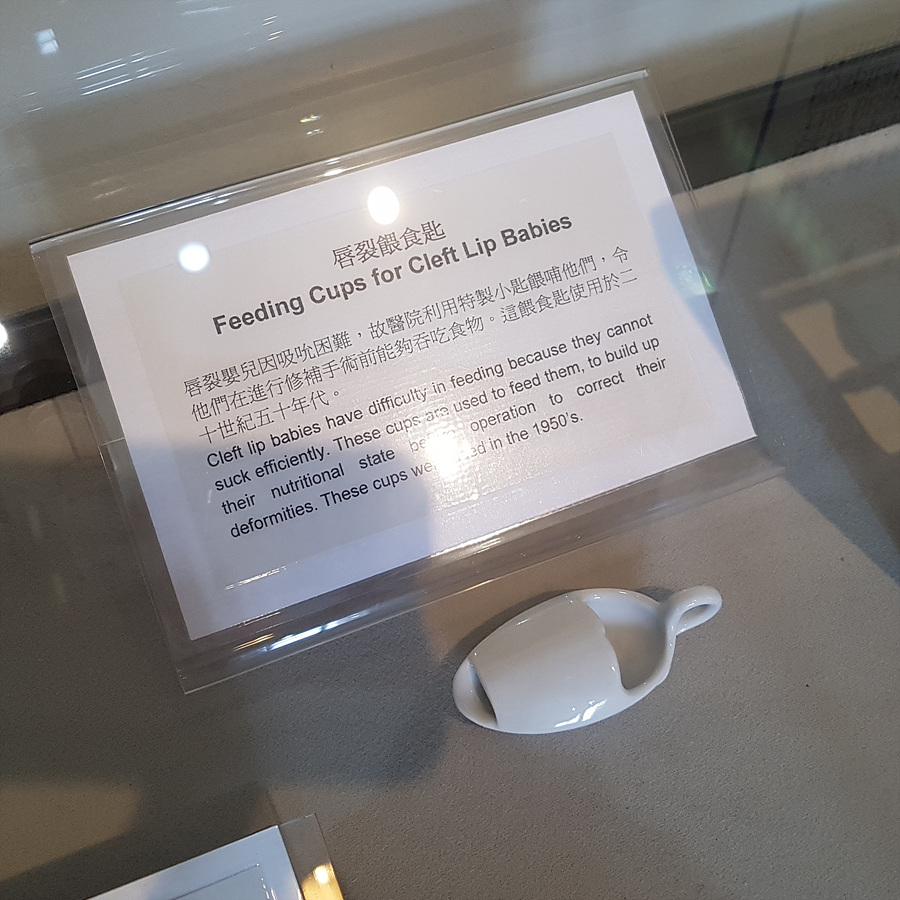 唇裂餵食匙
Feeding Cups for Cleft Lip Babies
唇裂嬰兒因吸吮困難，故醫院利用特製小匙餵哺他們，令
他們在進行修補手術前能夠吞吃食物。這餵食匙使用於二
十世紀五十年代。
Cleft lip babies have difficulty in feeding because they cannot
suck efficiently. These cups are used to feed them, to build up
their nutritional state operation to correct their
deformities. These cups in the 1950's.